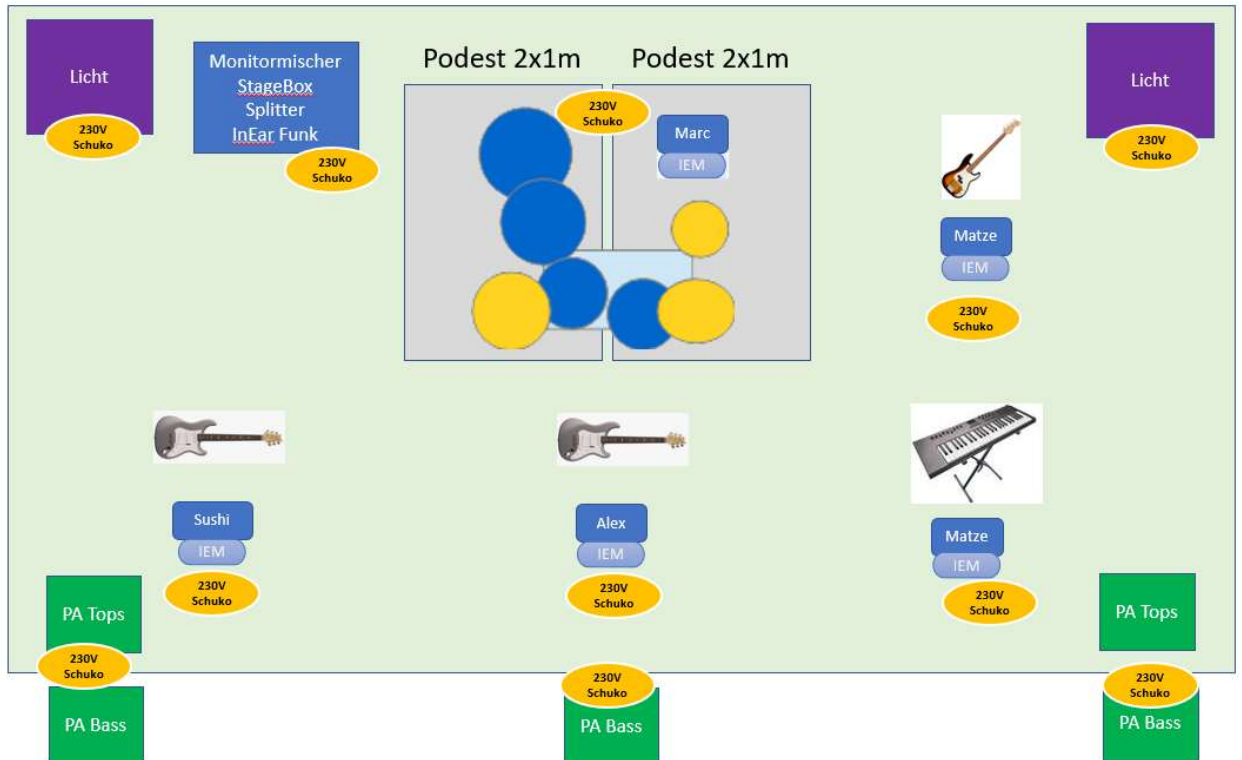 Podest 2x1m
Podest 2x1m
Licht
230V
Schuko
Monitormischer
StageBox
Splitter
InEar Funk
230V
Schuko
230V
Schuko
Marc
IEM
Licht
230V
Schuko
Matze
IEM
230V
Schuko
Sushi
IEM
230V
Schuko
Alex
IEM
230V
Schuko
Matze
IEM
230V
Schuko
PA Tops
230V
Schuko
PA Bass
230V
Schuko
PA Bass
PA Tops
230V
Schuko
PA Bass